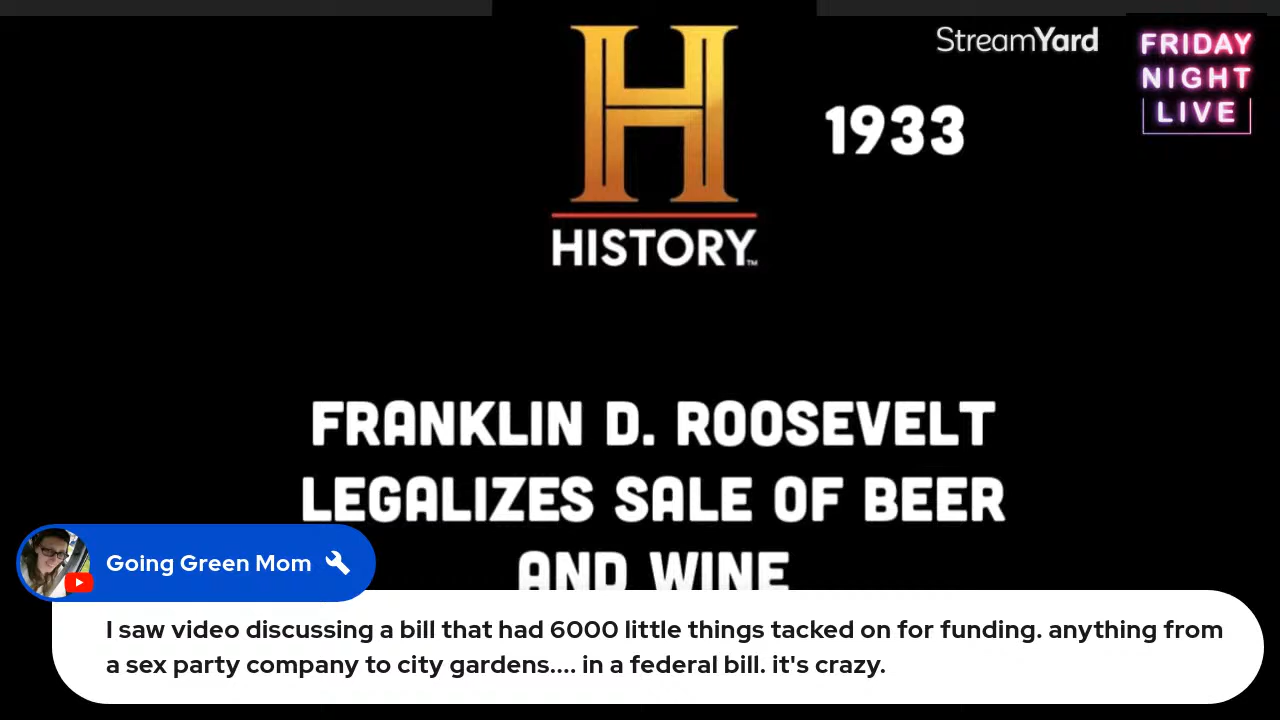 StreamYard
FRIDAY
NIGHT
LIVE
H
1933
HISTORY™
FRANKLIN D. ROOSEVELT
LEGALIZES SALE OF BEER
AND WINE
Going Green Mom
I saw video discussing a bill that had 6000 little things tacked on for funding. anything from
a sex party company to city gardens.... in a federal bill. it's crazy.